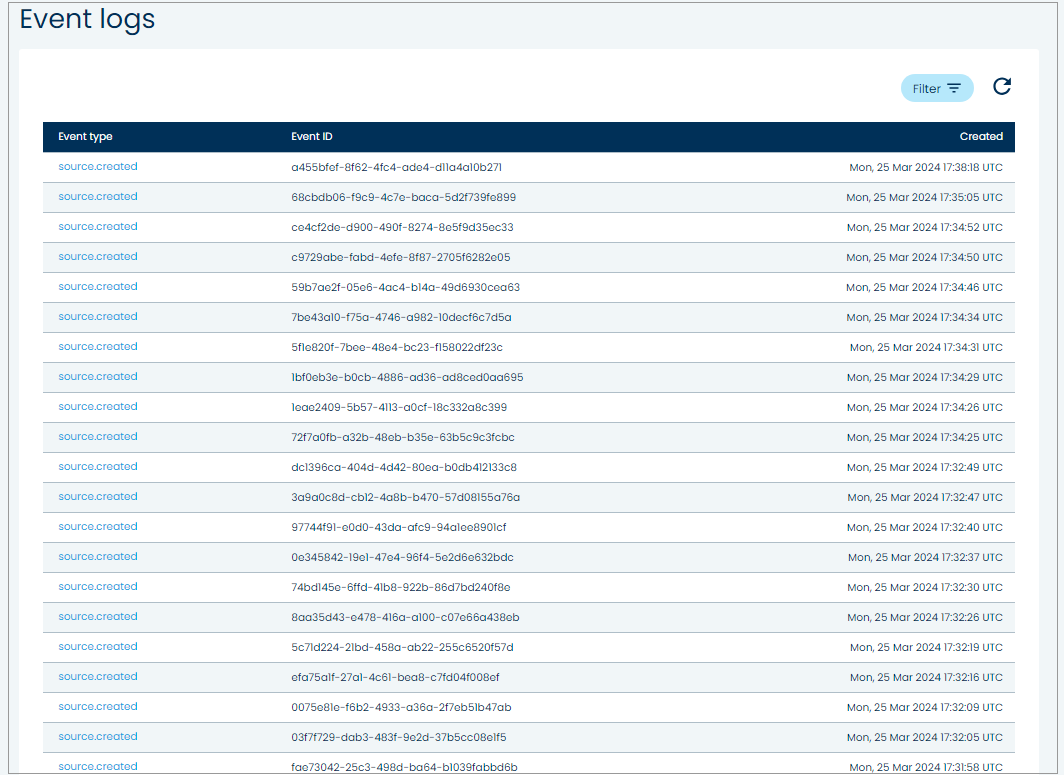 Event logs
Filter
Event type Event ID Created
source.created a455bfef-8f62-4fc4-ade4-d11a4a10b271 Mon, 25 Mar 2024 17:38:18 UTC
source.created 68cbdb06-f9c9-4c7e-baca-5d2f739fe899 Mon, 25 Mar 2024 17:35:05 UTC
source.created ce4cf2de-d900-490f-8274-8e5f9d35ec33 Mon, 25 Mar 2024 17:34:52 UTC
source.created c9729abe-fabd-4efe-8f87-2705f6282e05 Mon, 25 Mar 2024 17:34:50 UTC
source.created 59b7ae2f-05e6-4ac4-b14a-49d6930cea63 Mon, 25 Mar 2024 17:34:46 UTC
source.created 7be43a10-f75a-4746-a982-10decf6c7d5a Mon, 25 Mar 2024 17:34:34 UTC
source.created 5f1e820f-7bee-48e4-bc23-f158022df23c Mon, 25 Mar 2024 17:34:31 UTC
source.created 1bf0eb3e-b0cb-4886-ad36-ad8ced0aa695 Mon, 25 Mar 2024 17:34:29 UTC
source.created 1eae2409-5b57-4113-a0cf-18c332a8c399 Mon, 25 Mar 2024 17:34:26 UTC
source.created 72f7a0fb-a32b-48eb-b35e-63b5c9c3fcbc Mon, 25 Mar 2024 17:34:25 UTC
source.created dc1396ca-404d-4d42-80ea-b0db412133c8 Mon, 25 Mar 2024 17:32:49 UTC
source.created 3a9a0c8d-cb12-4a8b-b470-57d08155a76a Mon, 25 Mar 2024 17:32:47 UTC
source.created 97744f91-e0d0-43da-afc9-94a1ee8901cf Mon, 25 Mar 2024 17:32:40 UTC
source.created 0e345842-19e1-47e4-96f4-5e2d6e632bdc Mon, 25 Mar 2024 17:32:37 UTC
source.created 74bd145e-6ffd-41b8-922b-86d7bd240f8e Mon, 25 Mar 2024 17:32:30 UTC
source.created 8aa35d43-e478-416a-a100-c07e66a438eb Mon, 25 Mar 2024 17:32:26 UTC
source.created 5c71d224-21bd-458a-ab22-255c6520f57d Mon, 25 Mar 2024 17:32:19 UTC
source.created efa75a1f-27a1-4c61-bea8-c7fd04f008ef Mon, 25 Mar 2024 17:32:16 UTC
source.created 0075e81e-f6b2-4933-a36a-2f7eb51b47ab Mon, 25 Mar 2024 17:32:09 UTC
source.created 03f7f729-dab3-483f-9e2d-37b5cc08e1f5 Mon, 25 Mar 2024 17:32:05 UTC
source.created fae73042-25c3-498d-ba64-b1039fabbd6b Mon, 25 Mar 2024 17:31:58 UTC